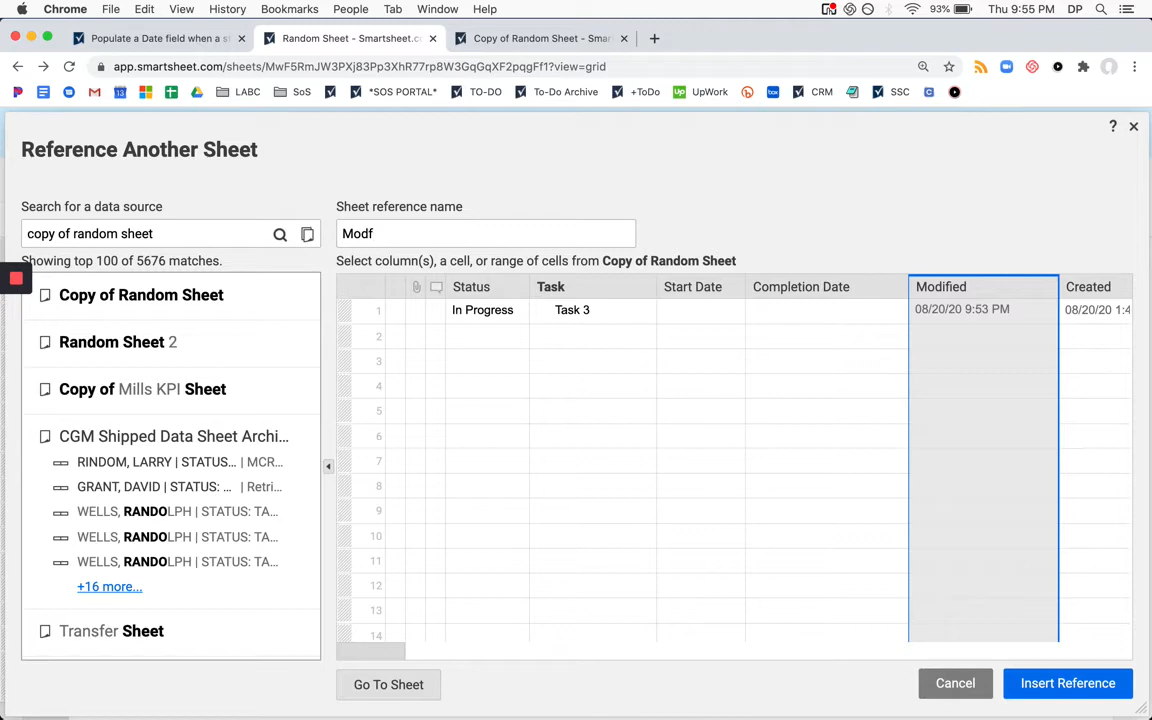 Chrome File Edit View History Bookmarks People Tab Window Help 93% Thu 9:55 PM DP
Populate a Date field when a st
Random Sheet - Smartsheet.co
Copy of Random Sheet - Smar
app.smartsheet.com/sheets/MwF5RmJW3PXj83Pp3XhR77rp8W3GqGqXF2pqgFf1?view=grid
LABC SoS *SOS PORTAL* TO-DO To-Do Archive +ToDo UpWork CRM SSC
Reference Another Sheet
?
Search for a data source
Sheet reference name
copy of random sheet
Modf
Showing top 100 of 5676 matches.
Select column(s), a cell, or range of cells from Copy of Random Sheet
Copy of Random Sheet
Random Sheet 2
Copy of Mills KPI Sheet
CGM Shipped Data Sheet Archi...
RINDOM, LARRY | STATUS... | MCR...
GRANT, DAVID | STATUS: ... | Retri...
WELLS, RANDOLPH | STATUS: TA...
WELLS, RANDOLPH | STATUS: TA...
WELLS, RANDOLPH | STATUS: TA...
+16 more...
Transfer Sheet
Status Task Start Date Completion Date Modified Created
1 In Progress Task 3 08/20/20 9:53 PM 08/20/20 1:4
2
3
4
5
6
7
8
9
10
11
12
13
14
Go To Sheet
Cancel
Insert Reference